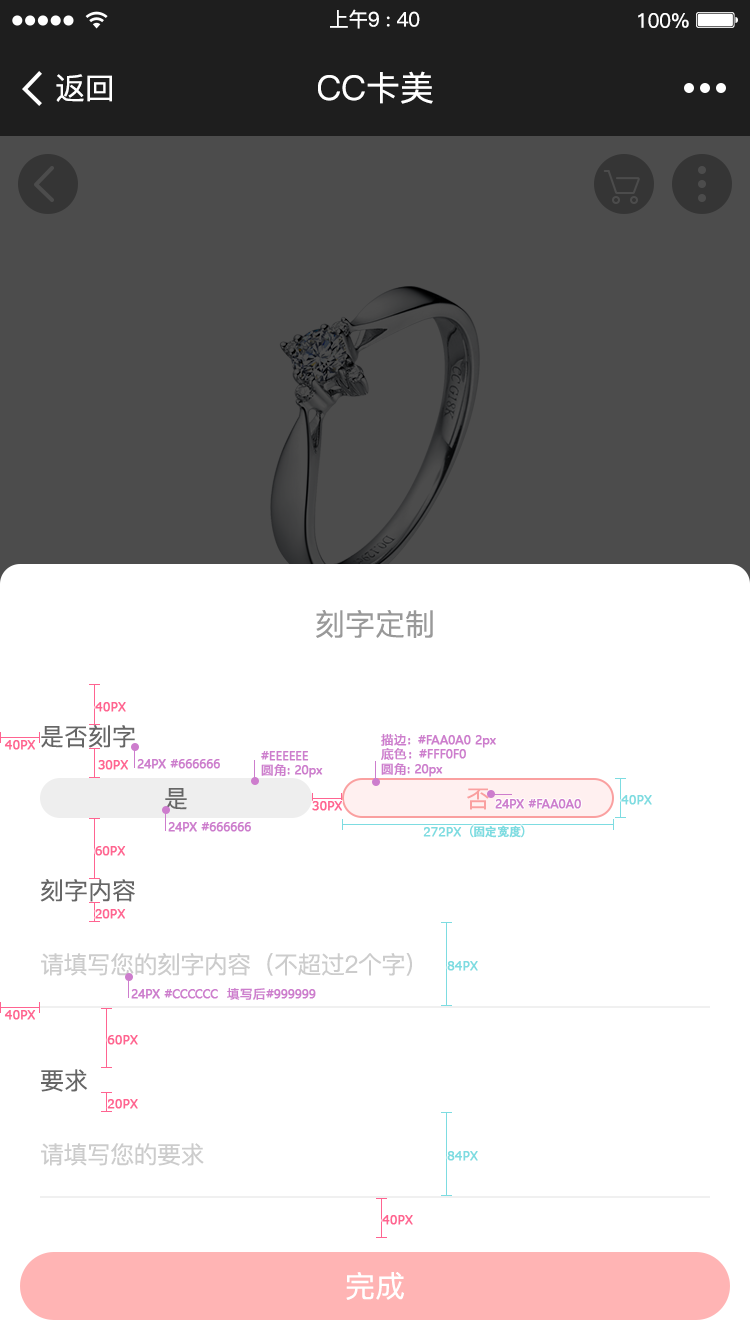 上午9 : 40
100%
返回
CC卡美
刻字定制
40PX
是否刻字
40PX
24PX #666666
30PX
#EEEEEE
圆角: 20px
描边: #FAA0A0 2px
底色: #FFF0F0
圆角: 20px
是
否
24PX #FAA0A0
40PX
30PX
24PX #666666
272PX (固定宽度)
60PX
刻字内容
20PX
请填写您的刻字内容（不超过2个字）
84PX
24PX #CCCCCC 填写后#999999
40PX
60PX
要求
20PX
请填写您的要求
84PX
40PX
完成